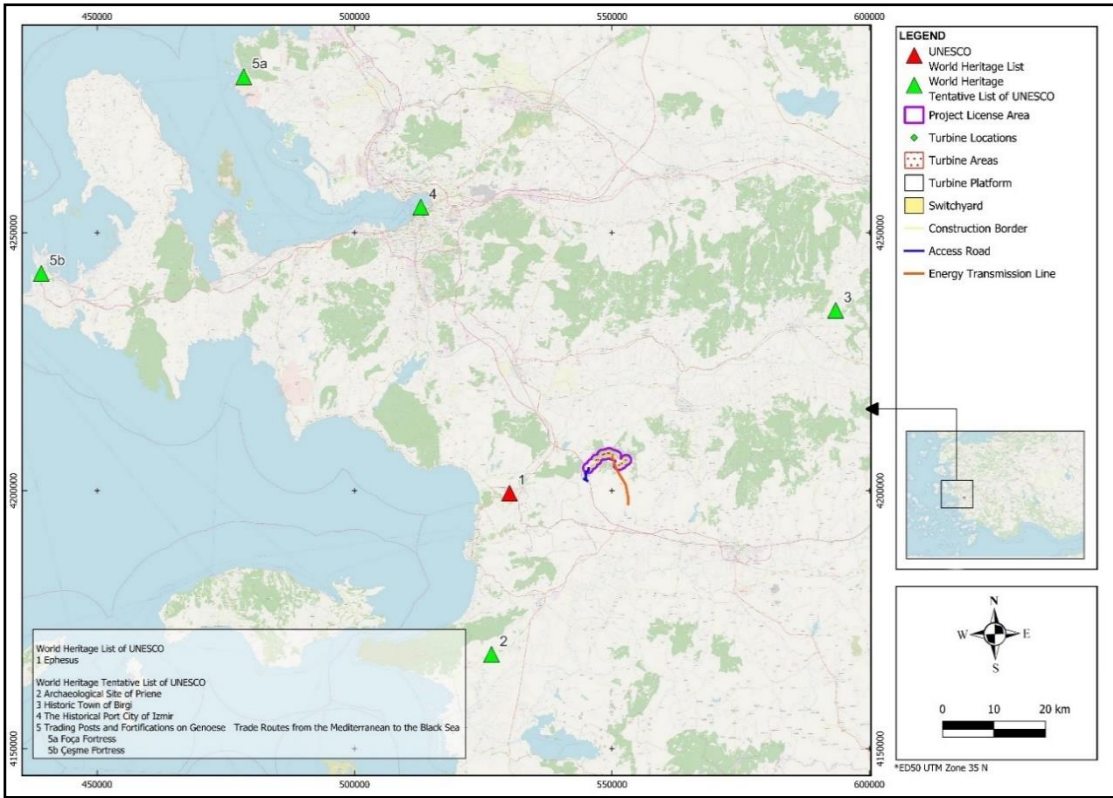 450000 500000 550000 600000
5a
4
5b
3
1
2
4250000
4200000
4150000
4250000
4200000
4150000
450000 500000 550000 600000
World Heritage List of UNESCO
1 Ephesus
World Heritage Tentative List of UNESCO
2 Archaeological Site of Priene
3 Historic Town of Birgi
4 The Historical Port City of Izmir
5 Trading Posts and Fortifications on Genoese Trade Routes from the Mediterranean to the Black Sea
5a Foça Fortress
5b Çeşme Fortress
LEGEND
UNESCO
World Heritage List
World Heritage
Tentative List of UNESCO
Project License Area
Turbine Locations
Turbine Areas
Turbine Platform
Switchyard
Construction Border
Access Road
Energy Transmission Line
N
W E
S
0 10 20 km
*ED50 UTM Zone 35 N